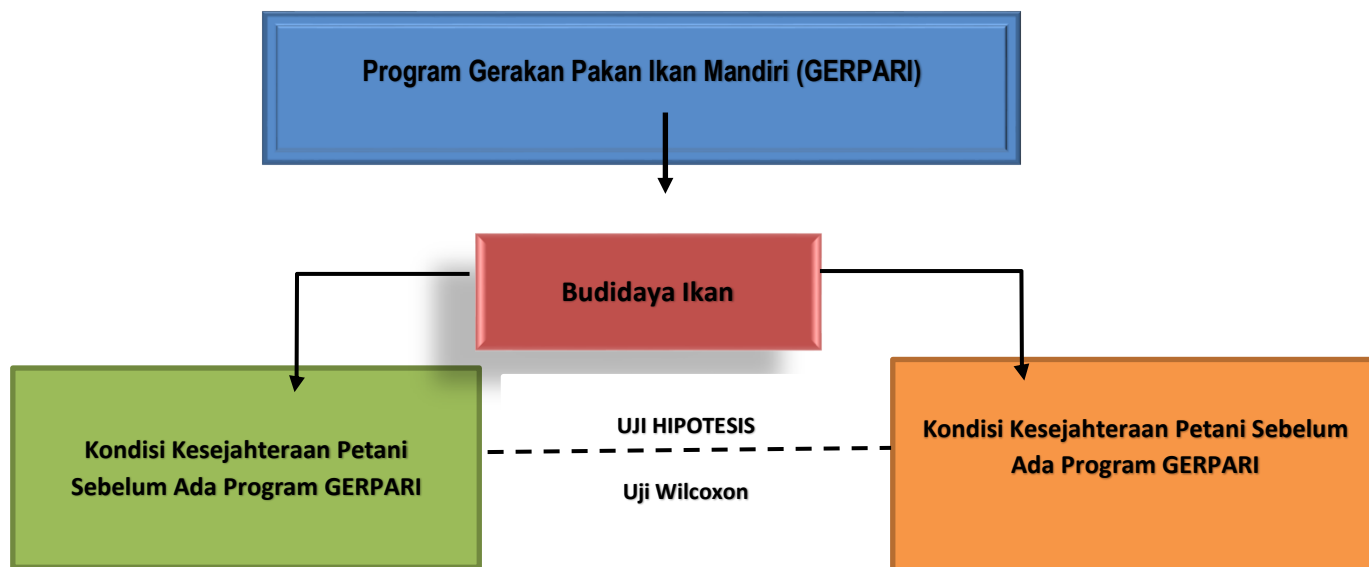 Program Gerakan Pakan Ikan Mandiri (GERPARI)
Budidaya Ikan
Kondisi Kesejahteraan Petani
Sebelum Ada Program GERPARI
UJI HIPOTESIS
Uji Wilcoxon
Kondisi Kesejahteraan Petani Sebelum
Ada Program GERPARI